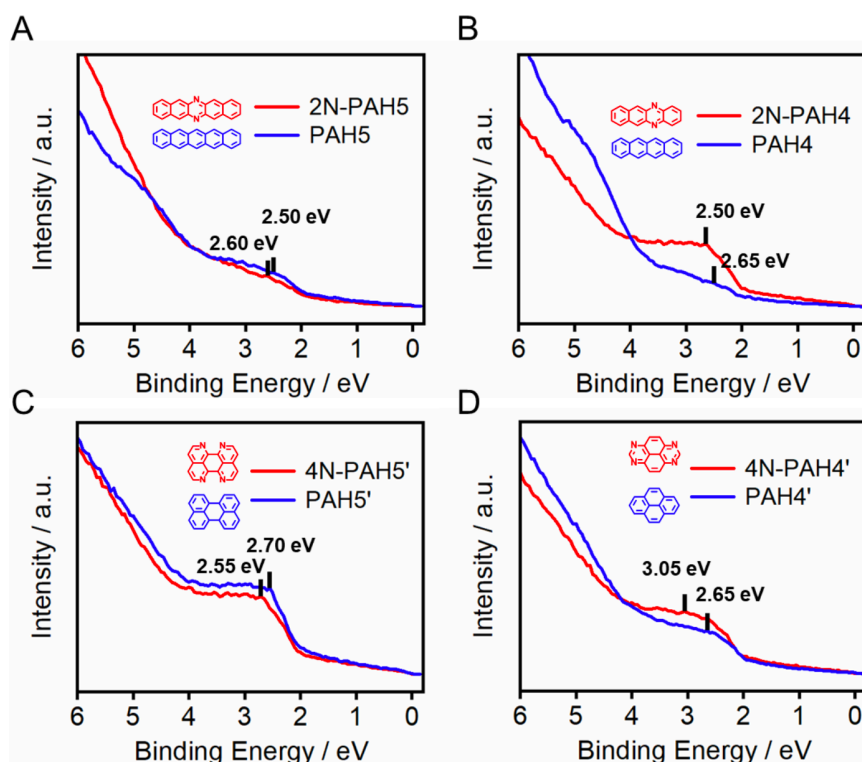 A
2N-PAH5
PAH5
2.50 eV
2.60 eV
Intensity / a.u.
6 5 4 3 2 1 0
Binding Energy / eV
B
2N-PAH4
PAH4
2.50 eV
2.65 eV
Intensity / a.u.
6 5 4 3 2 1 0
Binding Energy / eV
C
4N-PAH5'
PAH5'
2.70 eV
2.55 eV
Intensity / a.u.
6 5 4 3 2 1 0
Binding Energy / eV
D
4N-PAH4'
PAH4'
3.05 eV
2.65 eV
Intensity / a.u.
6 5 4 3 2 1 0
Binding Energy / eV
N
N
N
N
N N
N N
N N
N N